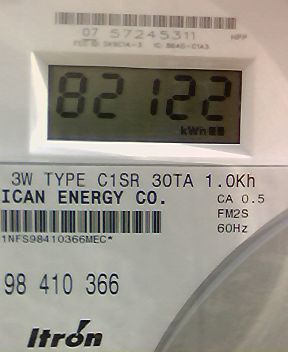 07 57245311
82122
kWh
3W TYPE C1SR 30TA 1.0Kh
ICAN ENERGY CO.
CA 0.5
FM2S
60Hz
1NFS98410366MEC*
98 410 366
Itron